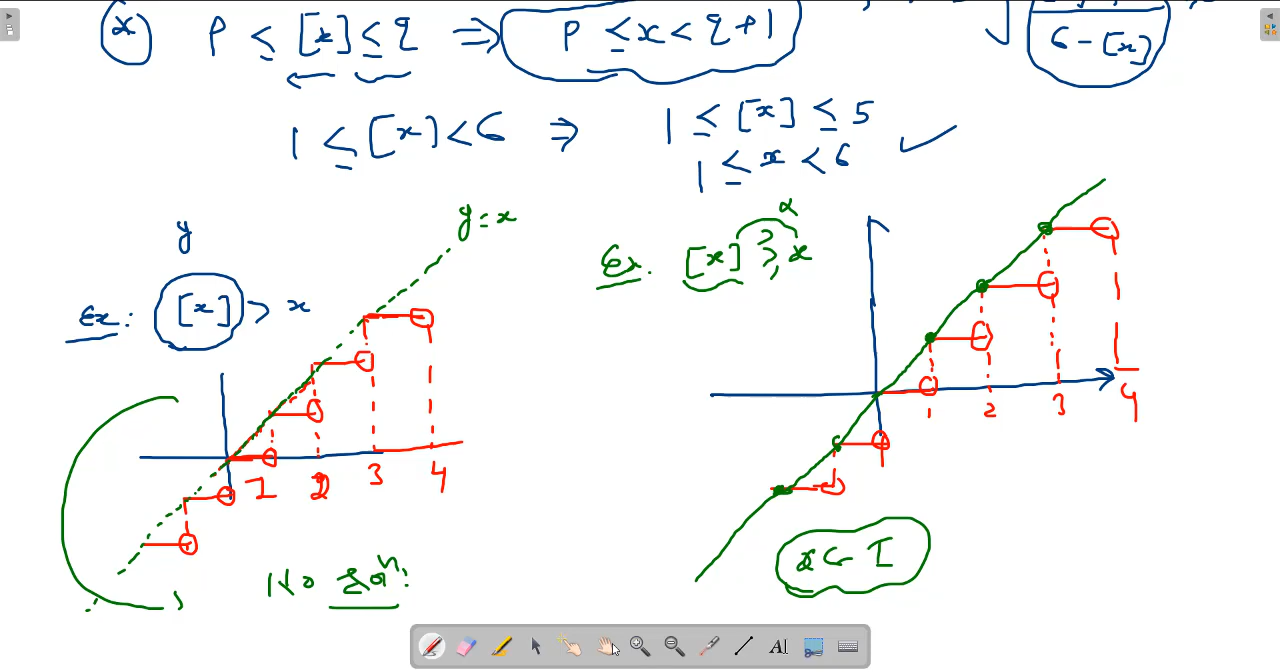 (x) p ≤ [x] ≤ q ⇒ p ≤ x < q+1
6-[x]
1 ≤ [x] < 6 ⇒ 1 ≤ [x] ≤ 5
1 ≤ x < 6 ✓
y
y = x
Ex: [x] > x
1 2 3 4
No Solⁿ:
Ex. [x] ≥ x
α
1 2 3 4
x ∈ I
AI